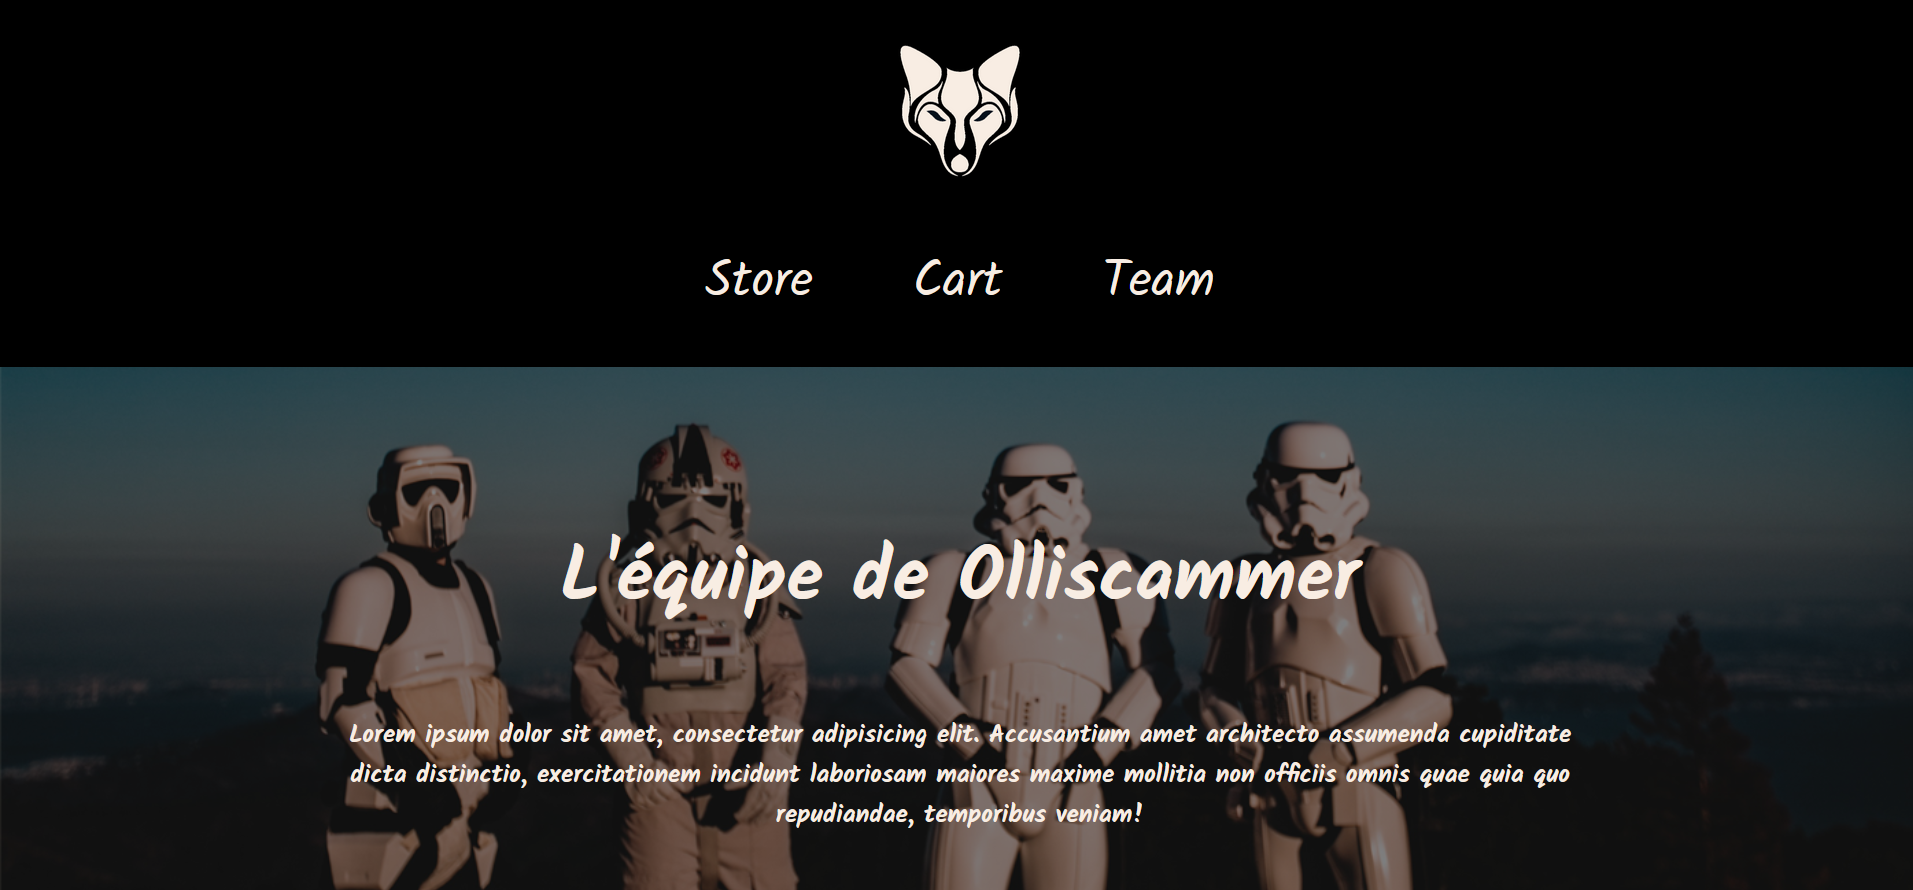 Store Cart Team
L'équipe de Olliscammer
Lorem ipsum dolor sit amet, consectetur adipisicing elit. Accusantium amet architecto assumenda cupiditate
dicta distinctio, exercitationem incidunt laboriosam maiores maxime mollitia non officiis omnis quae quia quo
repudiandae, temporibus veniam!